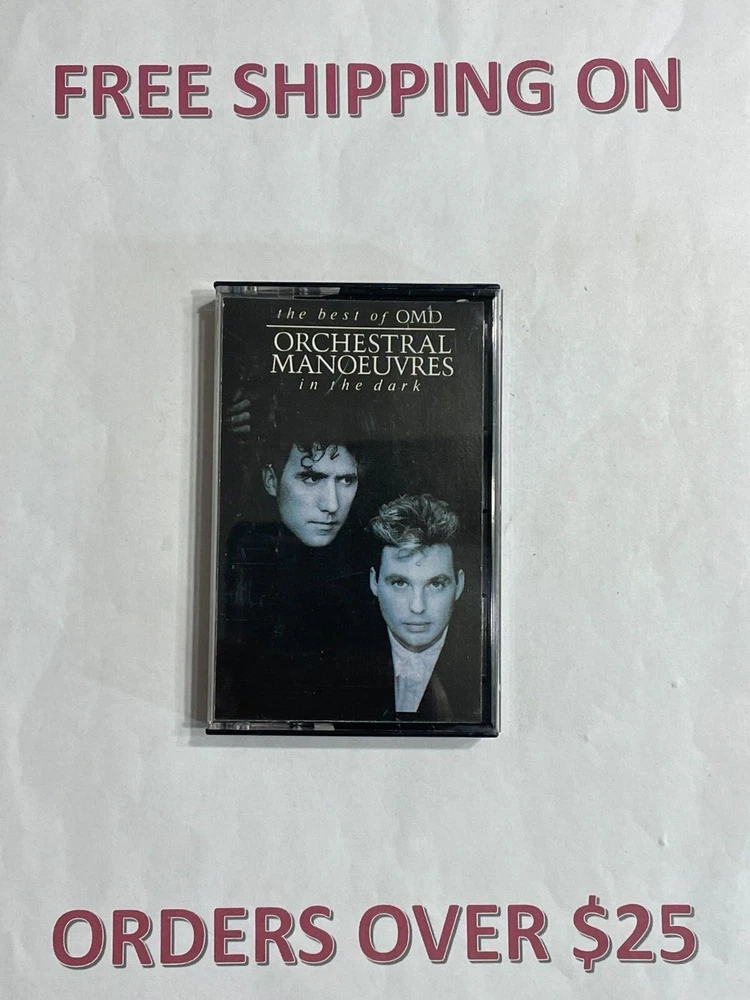 FREE SHIPPING ON
the best of OMD
ORCHESTRAL
MANOEUVRES
in the dark
ORDERS OVER $25